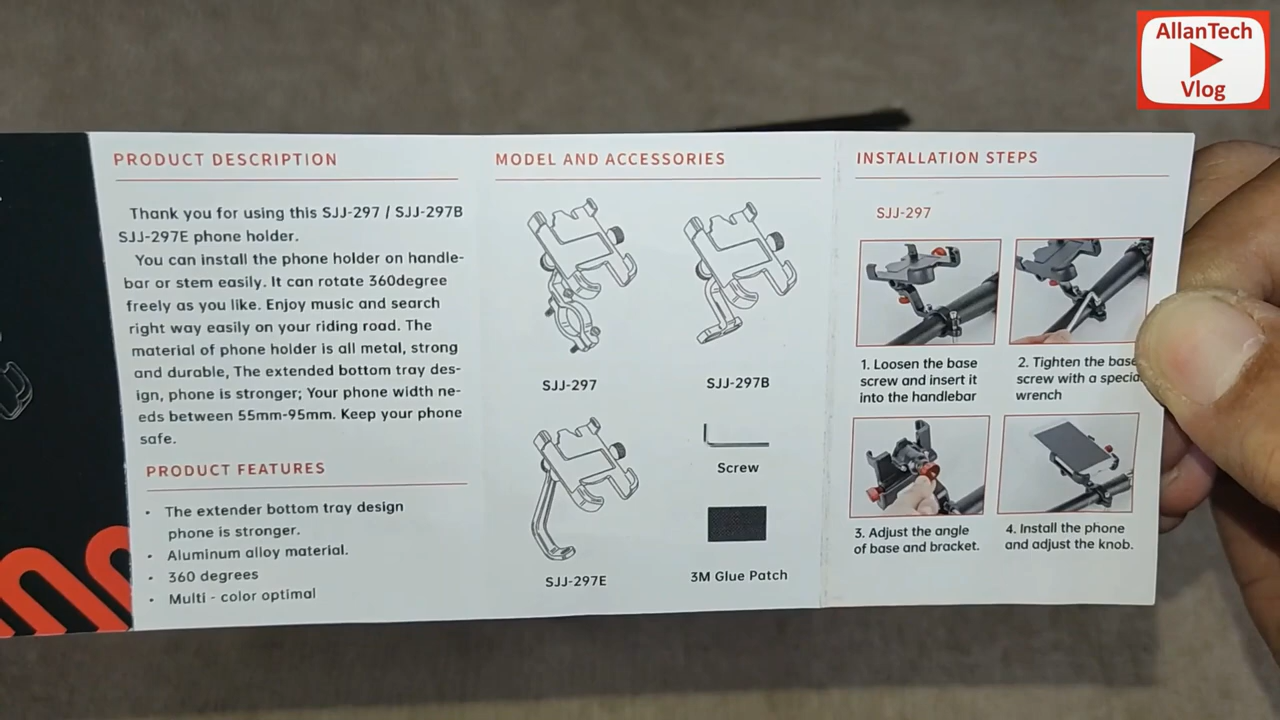 AllanTech
Vlog
PRODUCT DESCRIPTION
Thank you for using this SJJ-297 / SJJ-297B
SJJ-297E phone holder.
You can install the phone holder on handle-
bar or stem easily. It can rotate 360degree
freely as you like. Enjoy music and search
right way easily on your riding road. The
material of phone holder is all metal, strong
and durable, The extended bottom tray des-
ign, phone is stronger; Your phone width ne-
eds between 55mm-95mm. Keep your phone
safe.
PRODUCT FEATURES
· The extender bottom tray design
phone is stronger.
· Aluminum alloy material.
· 360 degrees
· Multi - color optimal
MODEL AND ACCESSORIES
SJJ-297
SJJ-297B
SJJ-297E
Screw
3M Glue Patch
INSTALLATION STEPS
SJJ-297
1. Loosen the base
screw and insert it
into the handlebar
2. Tighten the base
screw with a specia
wrench
3. Adjust the angle
of base and bracket.
4. Install the phone
and adjust the knob.